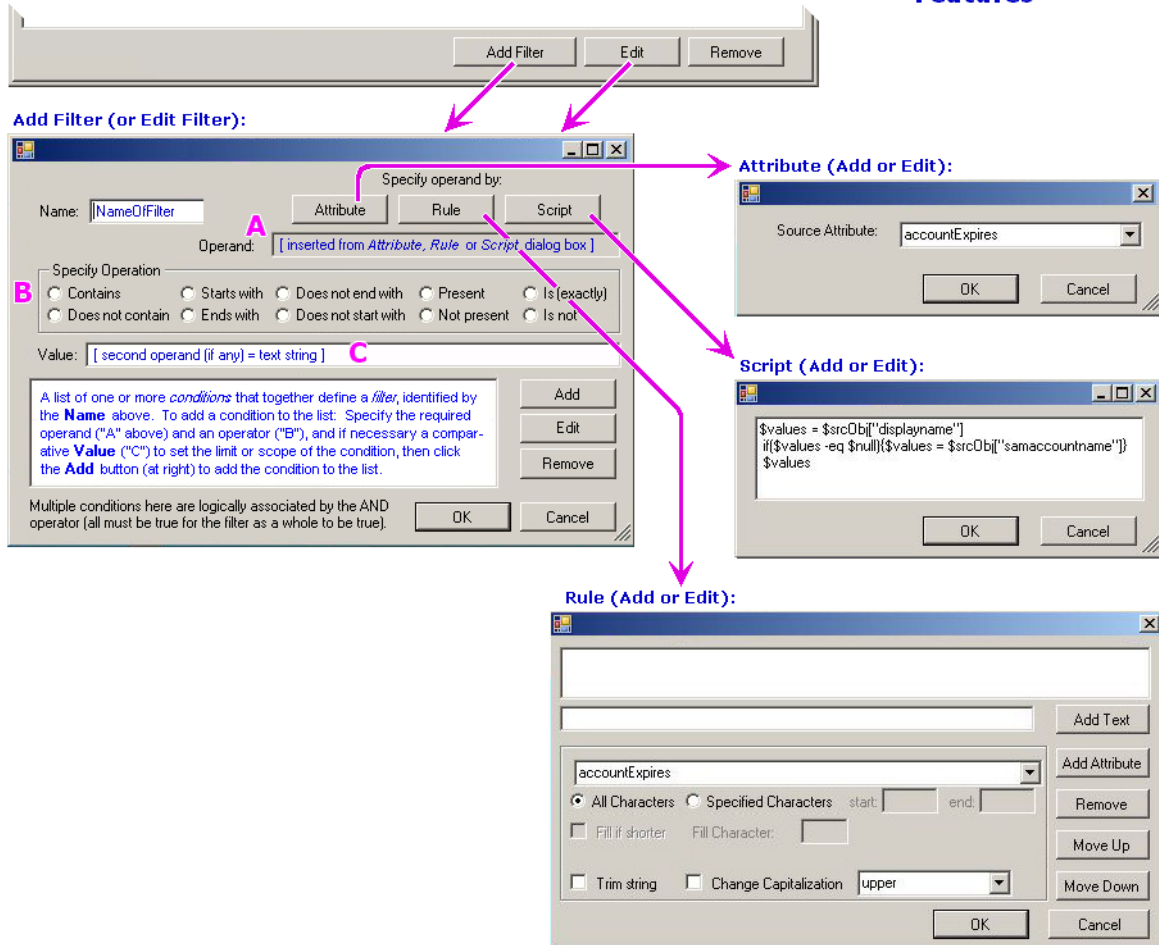 Features
Add Filter
Edit
Remove
Add Filter (or Edit Filter):
Specify operand by:
Name:
NameOfFilter
Attribute
Rule
Script
A
Operand:
[ inserted from Attribute, Rule or Script dialog box ]
Specify Operation
B
Contains
Starts with
Does not end with
Present
Is (exactly)
Does not contain
Ends with
Does not start with
Not present
Is not
Value:
[ second operand (if any) = text string ]
C
A list of one or more conditions that together define a filter, identified by
the Name above. To add a condition to the list: Specify the required
operand ("A" above) and an operator ("B"), and if necessary a compar-
ative Value ("C") to set the limit or scope of the condition, then click
the Add button (at right) to add the condition to the list.
Add
Edit
Remove
Multiple conditions here are logically associated by the AND
operator (all must be true for the filter as a whole to be true).
OK
Cancel
Attribute (Add or Edit):
Source Attribute:
accountExpires
OK
Cancel
Script (Add or Edit):
$values = $srcObj["displayname"]
if($values -eq $null){$values = $srcObj["samaccountname"]}
$values
OK
Cancel
Rule (Add or Edit):
Add Text
accountExpires
Add Attribute
All Characters
Specified Characters
start:
end:
Remove
Fill if shorter
Fill Character:
Move Up
Trim string
Change Capitalization
upper
Move Down
OK
Cancel